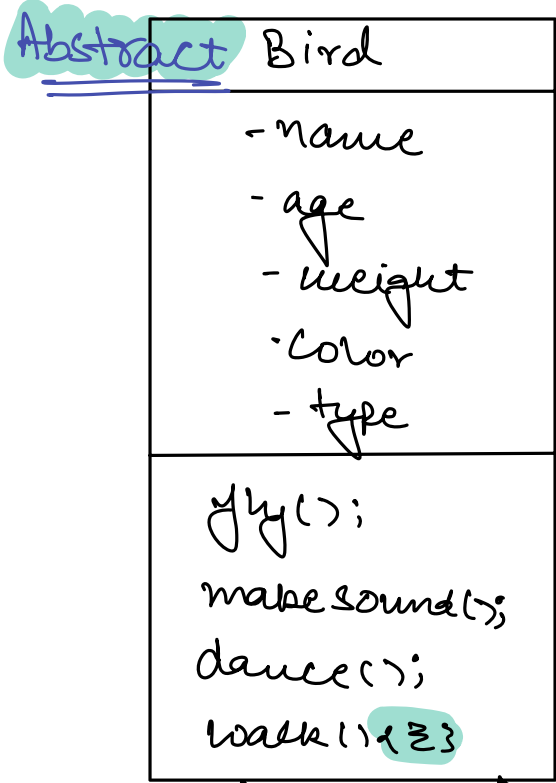 Abstract Bird
- name
- age
- weight
· color
- type
fly();
makesound();
dance();
walk(){Ξ}